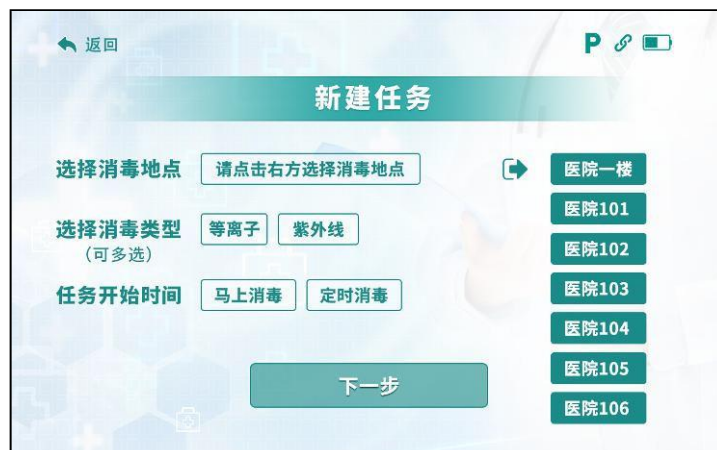 返回
P
新建任务
选择消毒地点 请点击右方选择消毒地点
选择消毒类型 等离子 紫外线
(可多选)
任务开始时间 马上消毒 定时消毒
下一步
医院一楼
医院101
医院102
医院103
医院104
医院105
医院106